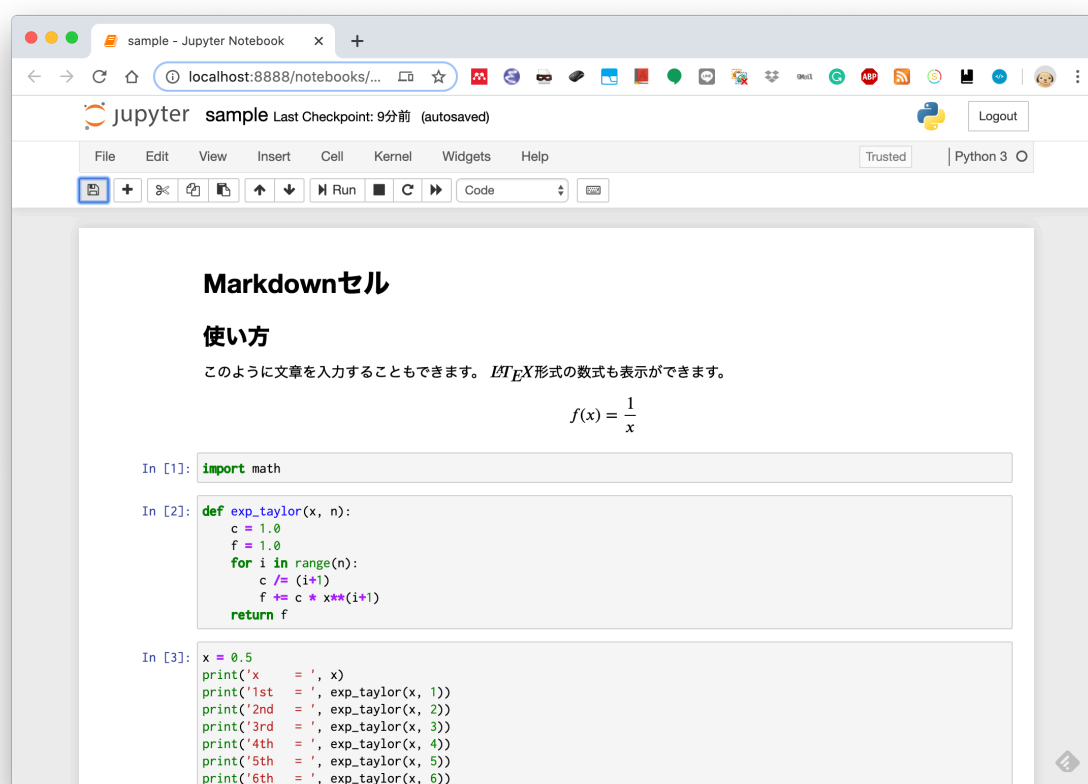 sample - Jupyter Notebook
localhost:8888/notebooks/...
jupyter sample Last Checkpoint: 9分前 (autosaved)
Logout
File Edit View Insert Cell Kernel Widgets Help
Trusted
Python 3
Run
Code
Markdownセル
使い方
このように文章を入力することもできます。 LATEX形式の数式も表示ができます。
f(x) = 1/x
In [1]: import math
In [2]: def exp_taylor(x, n):
    c = 1.0
    f = 1.0
    for i in range(n):
        c /= (i+1)
        f += c * x**(i+1)
    return f
In [3]: x = 0.5
print('x    = ', x)
print('1st  = ', exp_taylor(x, 1))
print('2nd  = ', exp_taylor(x, 2))
print('3rd  = ', exp_taylor(x, 3))
print('4th  = ', exp_taylor(x, 4))
print('5th  = ', exp_taylor(x, 5))
print('6th  = ', exp_taylor(x, 6))
ABP